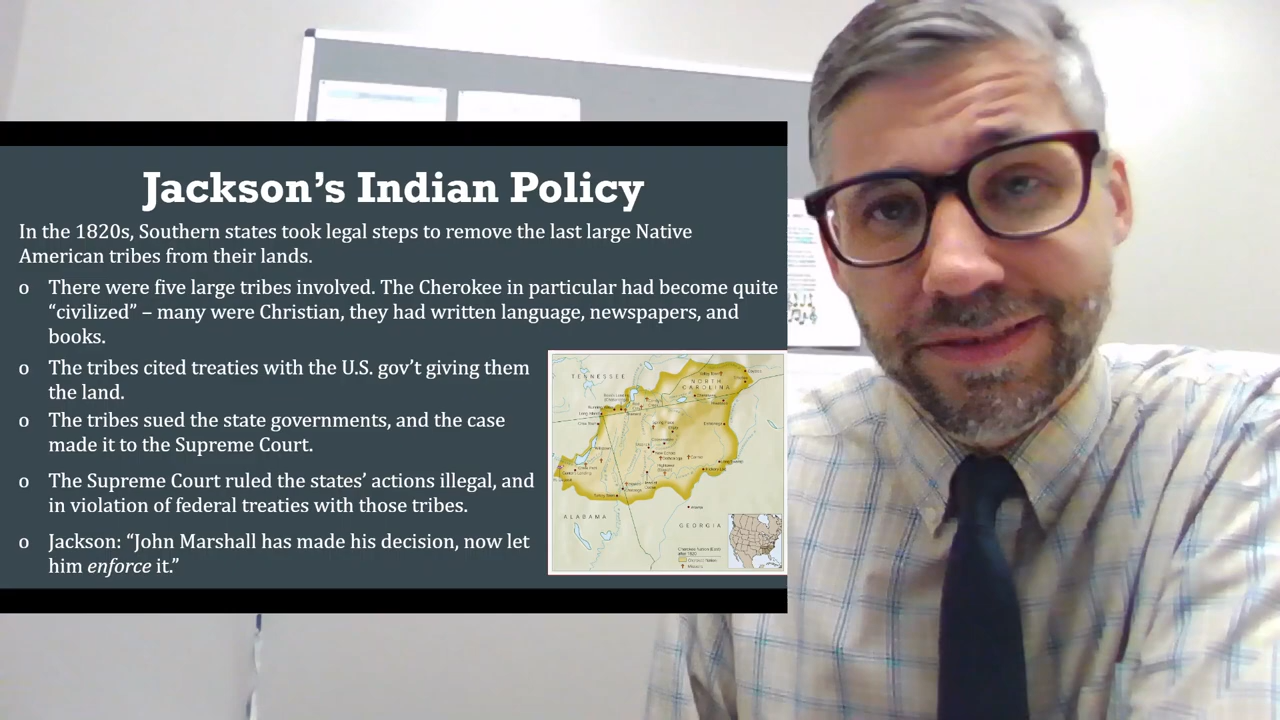 Jackson’s Indian Policy
In the 1820s, Southern states took legal steps to remove the last large Native
American tribes from their lands.
o There were five large tribes involved. The Cherokee in particular had become quite
“civilized” – many were Christian, they had written language, newspapers, and
books.
o The tribes cited treaties with the U.S. gov’t giving them
the land.
o The tribes sued the state governments, and the case
made it to the Supreme Court.
o The Supreme Court ruled the states’ actions illegal, and
in violation of federal treaties with those tribes.
o Jackson: “John Marshall has made his decision, now let
him enforce it.”
TENNESSEE
NORTH
CAROLINA
ALABAMA
GEORGIA